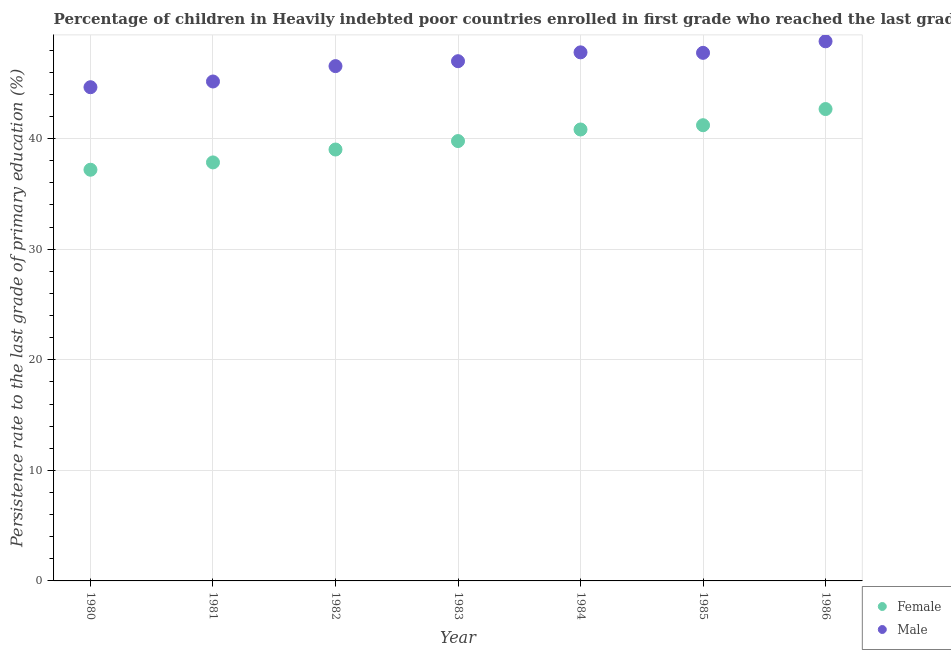 Percentage of children in Heavily indebted poor countries enrolled in first grade who reached the last grad
Persistence rate to the last grade of primary education (%)
40
30
20
10
0
1980
1981
1982
1983
1984
1985
1986
Year
Female
Male